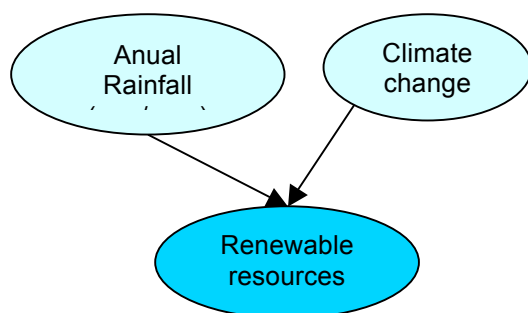 Anual
Rainfall
Climate
change
Renewable
resources